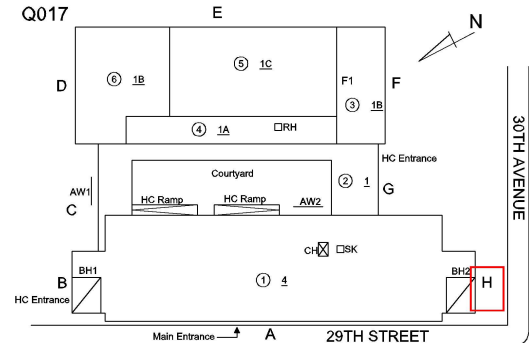 Q017
E
N
D
⑥ 1B
⑤ 1C
F1
F
③ 1B
④ 1A
RH
30TH AVENUE
HC Entrance
Courtyard
AW1
② 1
G
C
HC Ramp
HC Ramp
AW2
CH
SK
B
BH1
① 4
BH2
H
HC Entrance
Main Entrance
A
29TH STREET